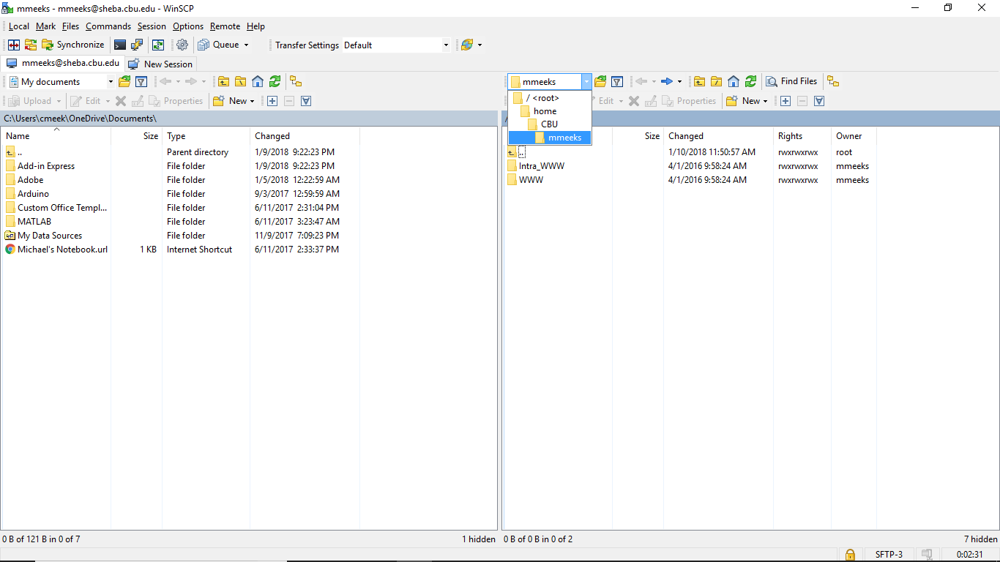 mmeeks - mmeeks@sheba.cbu.edu - WinSCP
Local Mark Files Commands Session Options Remote Help
Synchronize Queue Transfer Settings Default
mmeeks@sheba.cbu.edu New Session
My documents mmeeks Find Files
Upload Edit Properties New Edit Properties New
C:\Users\cmeek\OneDrive\Documents\ /
/ <root>
home
CBU
mmeeks
Name Size Type Changed Size Changed Rights Owner
.. Parent directory 1/9/2018 9:22:23 PM .. 1/10/2018 11:50:57 AM rwxrwxrwx root
Add-in Express File folder 1/9/2018 9:22:23 PM Intra_WWW 4/1/2016 9:58:24 AM rwxrwxrwx mmeeks
Adobe File folder 1/5/2018 12:22:59 AM WWW 4/1/2016 9:58:24 AM rwxrwxrwx mmeeks
Arduino File folder 9/3/2017 12:59:59 AM
Custom Office Templ... File folder 6/11/2017 2:31:04 PM
MATLAB File folder 6/11/2017 3:23:47 AM
My Data Sources File folder 11/9/2017 7:09:23 PM
Michael's Notebook.url 1 KB Internet Shortcut 6/11/2017 2:33:37 PM
0 B of 121 B in 0 of 7 1 hidden 0 B of 0 B in 0 of 2 7 hidden
SFTP-3 0:02:31